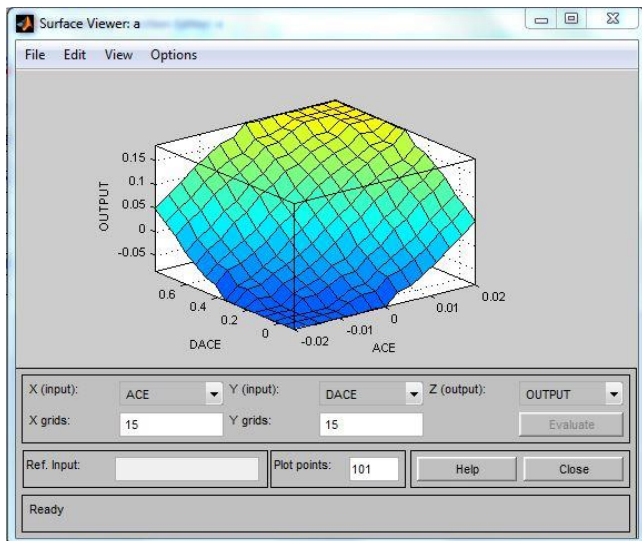 Surface Viewer: a
File Edit View Options
0.15
0.1
0.05
0
-0.05
OUTPUT
0.6
0.4
0.2
0
DACE
-0.02
-0.01
0
0.01
0.02
ACE
X (input): ACE Y (input): DACE Z (output): OUTPUT
X grids: 15 Y grids: 15 Evaluate
Ref. Input: Plot points: 101 Help Close
Ready